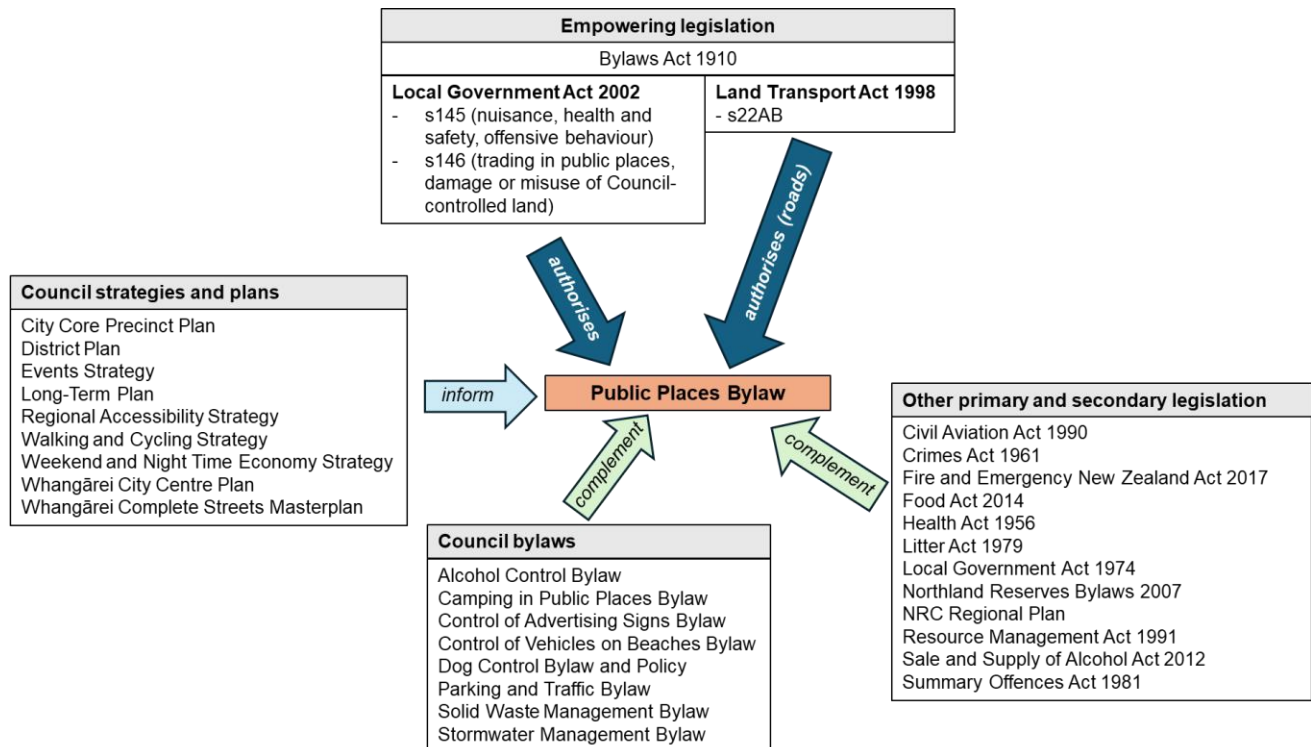 Empowering legislation
Bylaws Act 1910
Local Government Act 2002
- s145 (nuisance, health and
safety, offensive behaviour)
- s146 (trading in public places,
damage or misuse of Council-
controlled land)
Land Transport Act 1998
- s22AB
authorises
authorises (roads)
Council strategies and plans
City Core Precinct Plan
District Plan
Events Strategy
Long-Term Plan
Regional Accessibility Strategy
Walking and Cycling Strategy
Weekend and Night Time Economy Strategy
Whangārei City Centre Plan
Whangārei Complete Streets Masterplan
inform
Public Places Bylaw
complement
complement
Council bylaws
Alcohol Control Bylaw
Camping in Public Places Bylaw
Control of Advertising Signs Bylaw
Control of Vehicles on Beaches Bylaw
Dog Control Bylaw and Policy
Parking and Traffic Bylaw
Solid Waste Management Bylaw
Stormwater Management Bylaw
Other primary and secondary legislation
Civil Aviation Act 1990
Crimes Act 1961
Fire and Emergency New Zealand Act 2017
Food Act 2014
Health Act 1956
Litter Act 1979
Local Government Act 1974
Northland Reserves Bylaws 2007
NRC Regional Plan
Resource Management Act 1991
Sale and Supply of Alcohol Act 2012
Summary Offences Act 1981